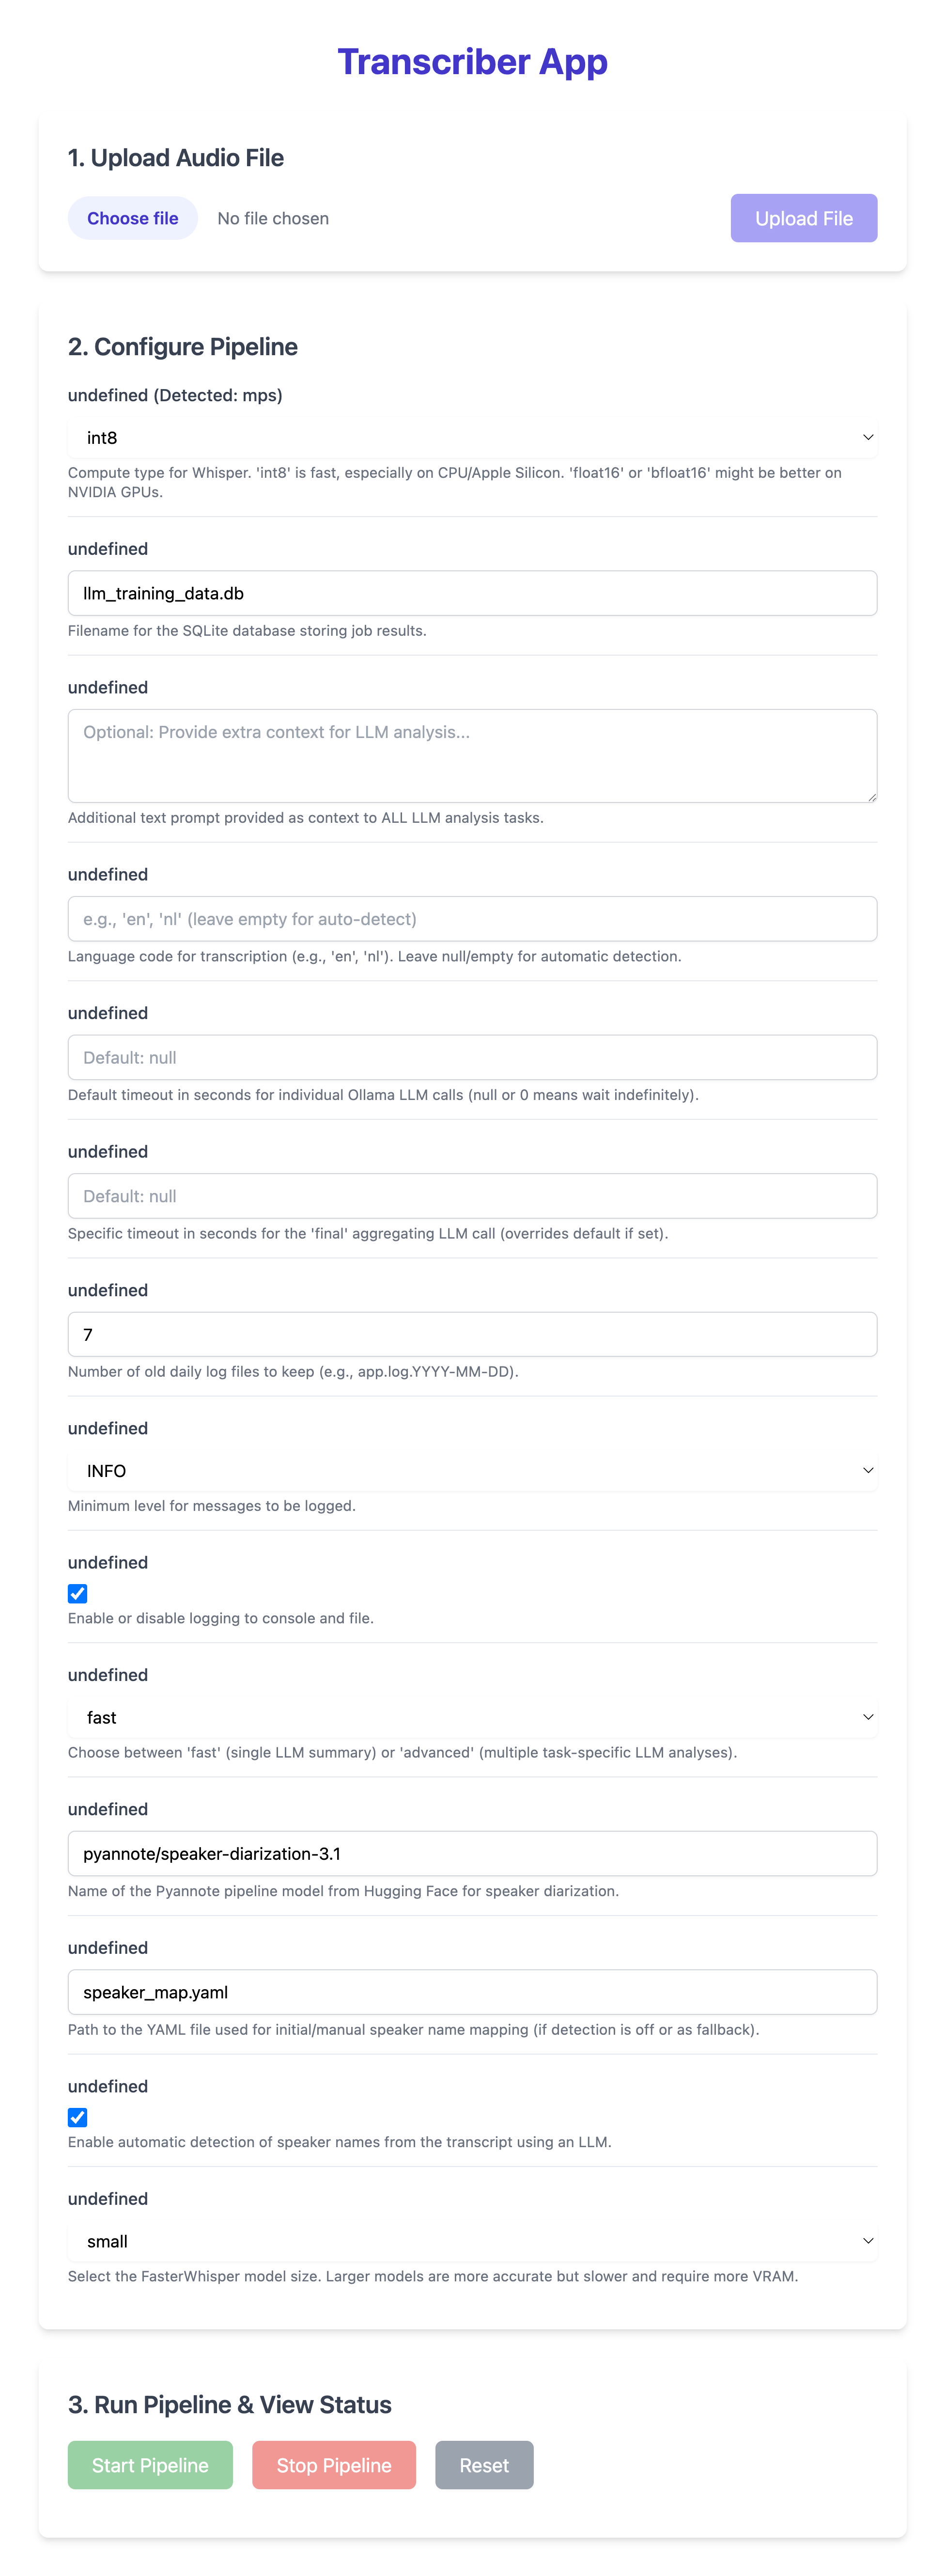 Transcriber App
1. Upload Audio File
Choose file No file chosen Upload File
2. Configure Pipeline
undefined (Detected: mps)
int8
Compute type for Whisper. 'int8' is fast, especially on CPU/Apple Silicon. 'float16' or 'bfloat16' might be better on
NVIDIA GPUs.
undefined
llm_training_data.db
Filename for the SQLite database storing job results.
undefined
Optional: Provide extra context for LLM analysis...
Additional text prompt provided as context to ALL LLM analysis tasks.
undefined
e.g., 'en', 'nl' (leave empty for auto-detect)
Language code for transcription (e.g., 'en', 'nl'). Leave null/empty for automatic detection.
undefined
Default: null
Default timeout in seconds for individual Ollama LLM calls (null or 0 means wait indefinitely).
undefined
Default: null
Specific timeout in seconds for the 'final' aggregating LLM call (overrides default if set).
undefined
7
Number of old daily log files to keep (e.g., app.log.YYYY-MM-DD).
undefined
INFO
Minimum level for messages to be logged.
undefined
Enable or disable logging to console and file.
undefined
fast
Choose between 'fast' (single LLM summary) or 'advanced' (multiple task-specific LLM analyses).
undefined
pyannote/speaker-diarization-3.1
Name of the Pyannote pipeline model from Hugging Face for speaker diarization.
undefined
speaker_map.yaml
Path to the YAML file used for initial/manual speaker name mapping (if detection is off or as fallback).
undefined
Enable automatic detection of speaker names from the transcript using an LLM.
undefined
small
Select the FasterWhisper model size. Larger models are more accurate but slower and require more VRAM.
3. Run Pipeline & View Status
Start Pipeline Stop Pipeline Reset